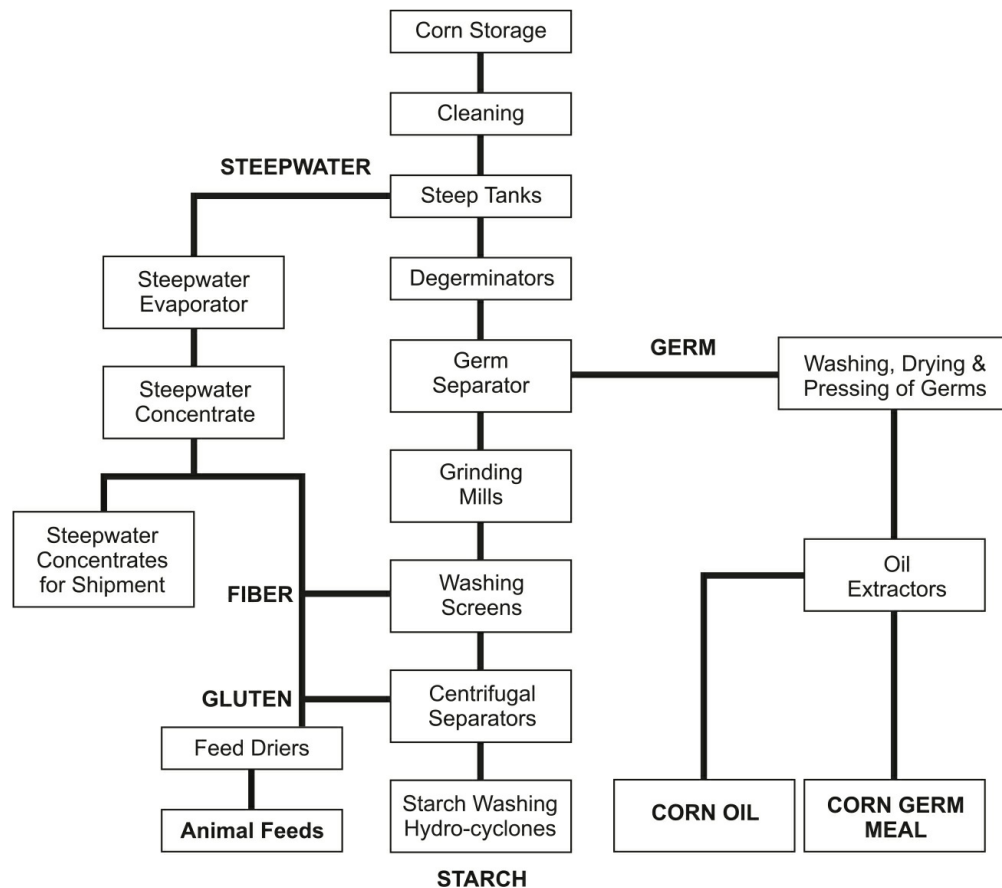 Corn Storage
Cleaning
STEEPWATER
Steep Tanks
Steepwater
Evaporator
Degerminators
Germ
Separator
GERM
Washing, Drying &
Pressing of Germs
Steepwater
Concentrate
Grinding
Mills
Steepwater
Concentrates
for Shipment
FIBER
Washing
Screens
Oil
Extractors
GLUTEN
Centrifugal
Separators
Feed Driers
Animal Feeds
Starch Washing
Hydro-cyclones
STARCH
CORN OIL
CORN GERM
MEAL